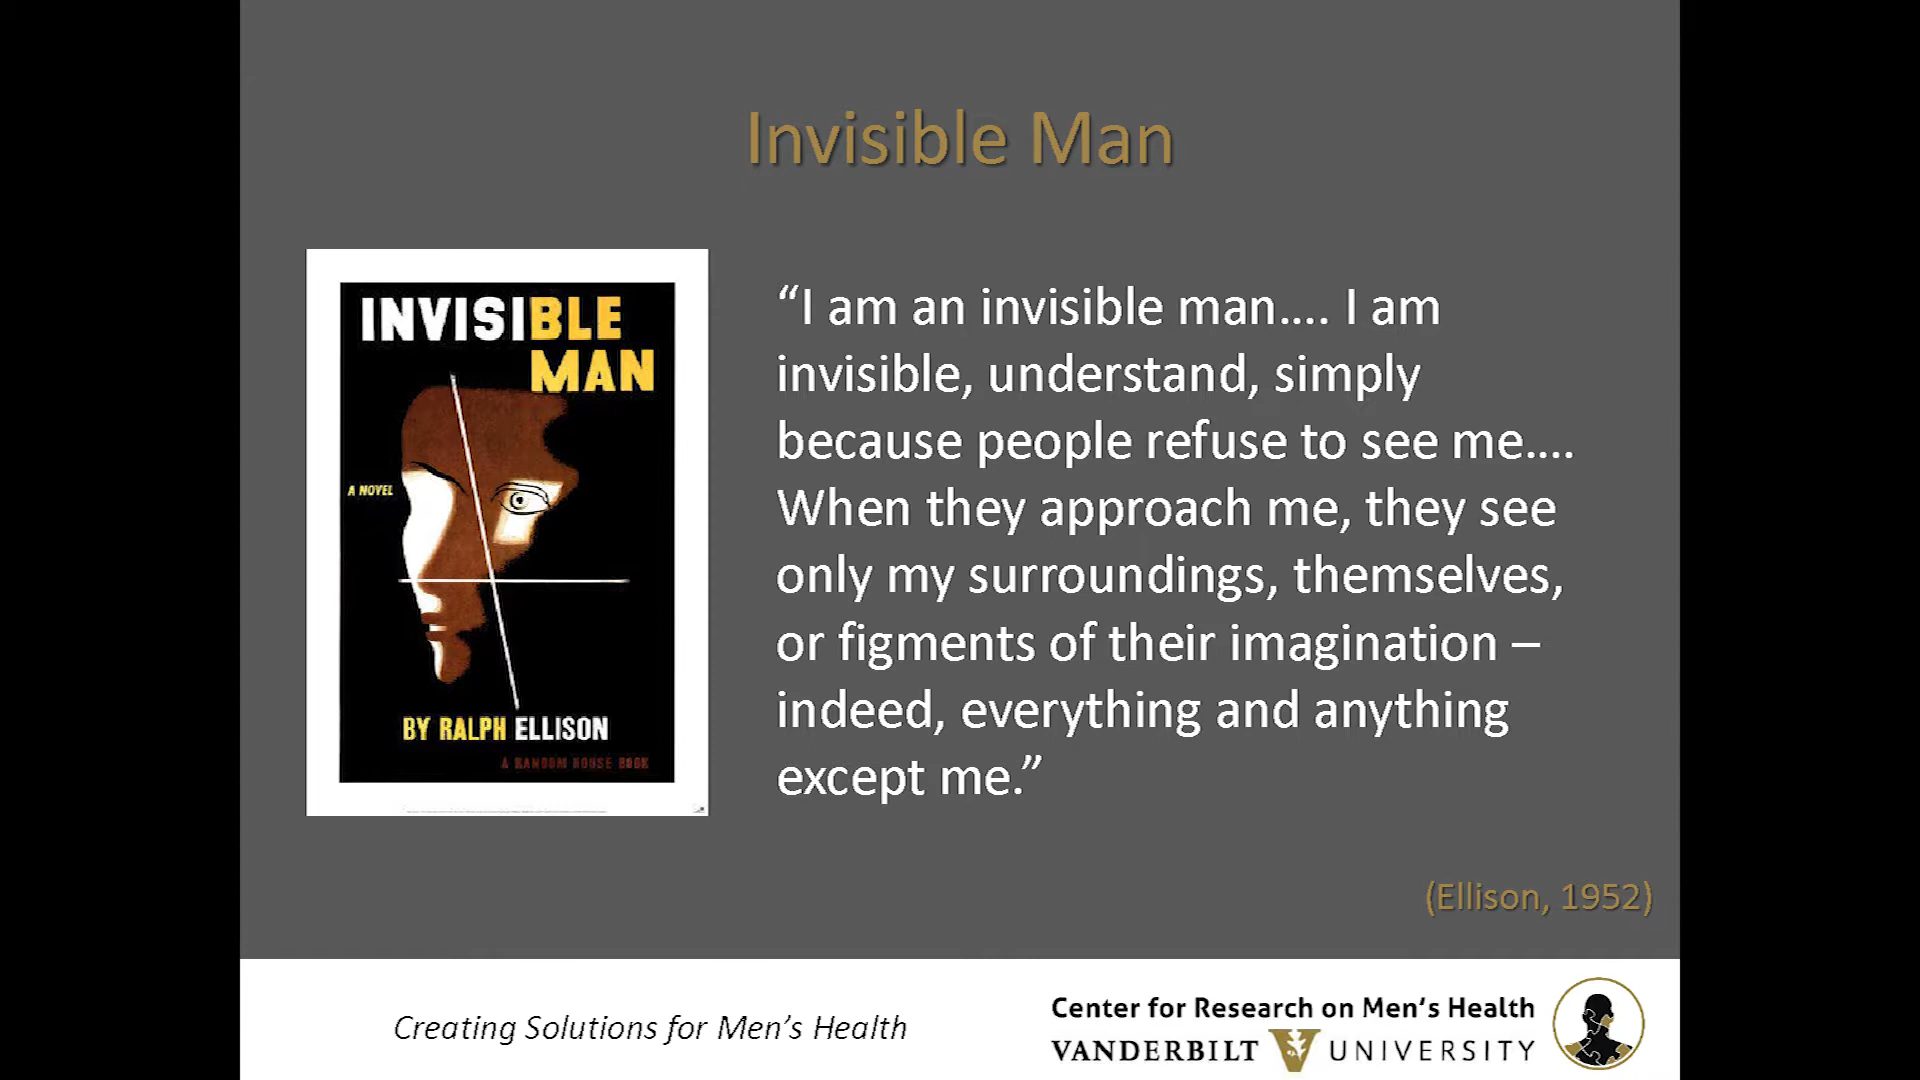 Invisible Man
INVISIBLE
MAN
A NOVEL
BY RALPH ELLISON
A RANDOM HOUSE BOOK
“I am an invisible man.... I am
invisible, understand, simply
because people refuse to see me....
When they approach me, they see
only my surroundings, themselves,
or figments of their imagination –
indeed, everything and anything
except me.”
(Ellison, 1952)
Creating Solutions for Men’s Health
Center for Research on Men’s Health
VANDERBILT V UNIVERSITY